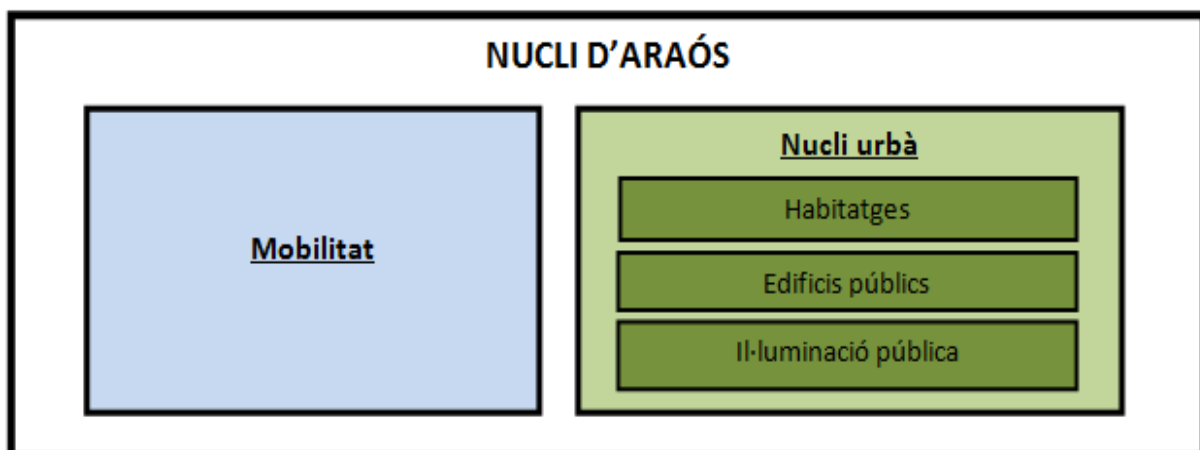 NUCLI D'ARAÓS
Mobilitat
Nucli urbà
Habitatges
Edificis públics
Il·luminació pública